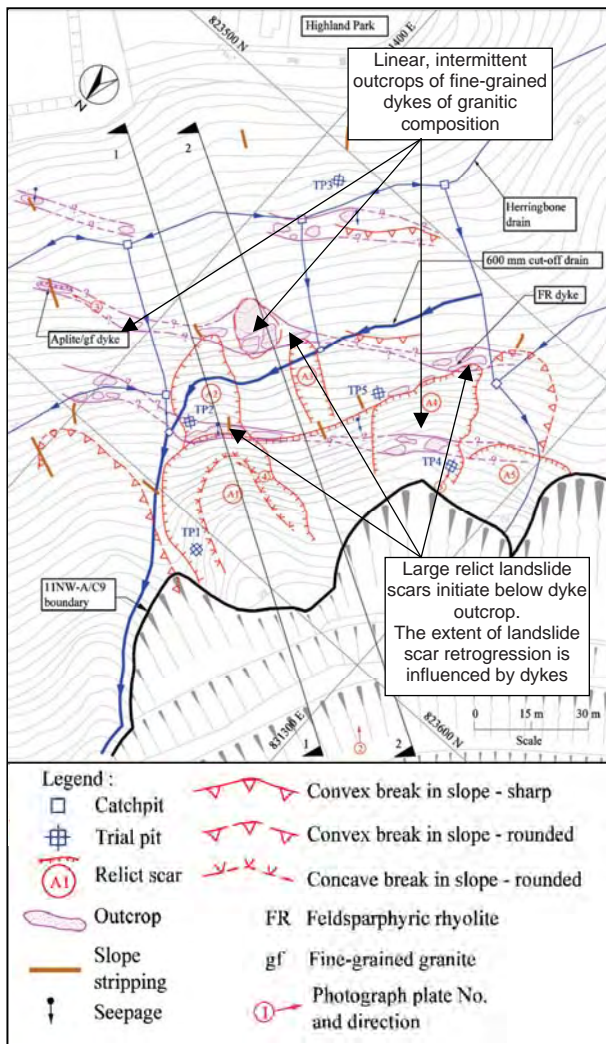 Highland Park
823500 N
1400 E
Linear, intermittent
outcrops of fine-grained
dykes of granitic
composition
N
1
2
TP3
Herringbone
drain
600 mm cut-off drain
FR dyke
Aplite/gf dyke
A2
A3
TP5
A4
TP2
TP4
A5
A1
TP1
11NW-A/C9
boundary
Large relict landslide
scars initiate below dyke
outcrop.
The extent of landslide
scar retrogression is
influenced by dykes
831300 E
823600 N
0 15 m 30 m
Scale
1
2
2
Legend :
Catchpit
Trial pit
A1 Relict scar
Outcrop
Slope
stripping
Seepage
Convex break in slope - sharp
Convex break in slope - rounded
Concave break in slope - rounded
FR Feldsparphyric rhyolite
gf Fine-grained granite
1 Photograph plate No.
and direction